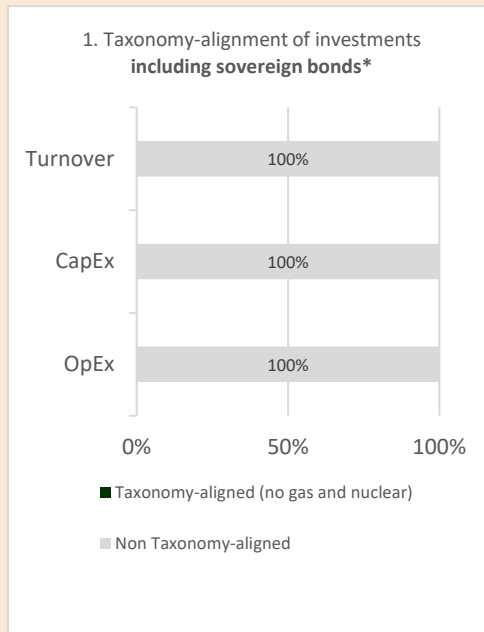 1. Taxonomy-alignment of investments
including sovereign bonds*
Turnover
100%
CapEx
100%
OpEx
100%
0%
50%
100%
Taxonomy-aligned (no gas and nuclear)
Non Taxonomy-aligned